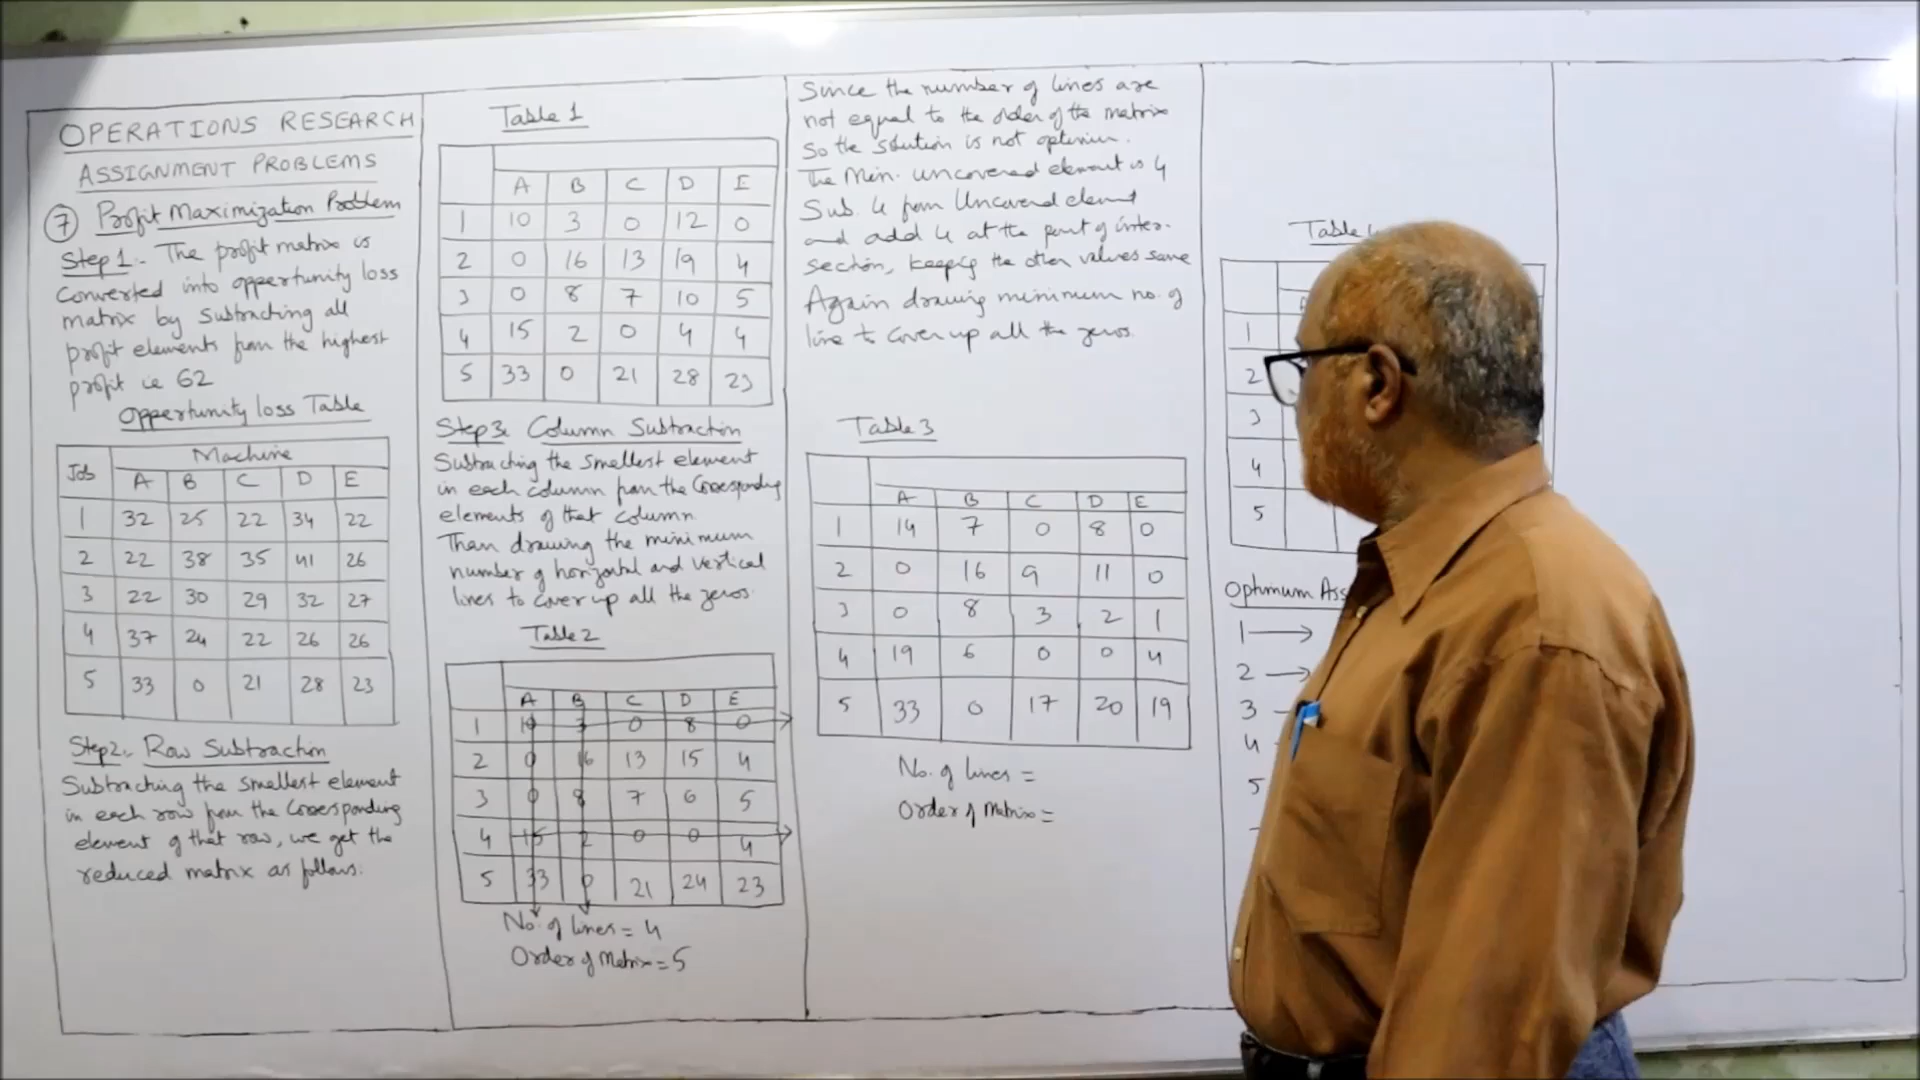 OPERATIONS RESEARCH
ASSIGNMENT PROBLEMS
7 Profit Maximization Problem
Step 1:- The profit matrix is
Converted into oppertunity loss
matrix by subtracting all
profit elements from the highest
profit ie 62
Oppertunity loss Table
Job Machine
A B C D E
1 32 25 22 34 22
2 22 38 35 41 26
3 22 30 29 32 27
4 37 24 22 26 26
5 33 0 21 28 23
Step2:- Row Subtraction
Subtracting the smallest element
in each row from the Corresponding
element of that row, we get the
reduced matrix as follows:
Table 1
A B C D E
1 10 3 0 12 0
2 0 16 13 19 4
3 0 8 7 10 5
4 15 2 0 4 4
5 33 0 21 28 23
Step3: Column Subtraction
Subtracting the smallest element
in each column from the Corresponding
elements of that column.
Than drawing the minimum
number of horizontal and vertical
lines to cover up all the zeros.
Table 2
A B C D E
1 10 3 0 8 0
2 0 16 13 15 4
3 0 8 7 6 5
4 15 2 0 0 4
5 33 0 21 24 23
No. of lines = 4
Order of Matrix = 5
Since the number of lines are
not equal to the order of the matrix
so the solution is not optimum.
The Min. uncovered element is 4
Sub. 4 from Uncovered element
and add 4 at the point of inter-
section, keeping the other values same
Again drawing minimum no. of
line to cover up all the zeros.
Table 3
A B C D E
1 14 7 0 8 0
2 0 16 9 11 0
3 0 8 3 2 1
4 19 6 0 0 4
5 33 0 17 20 19
No. of lines =
Order of Matrix =
Table 4
1
2
3
4
5
Optimum Ass
1 →
2 →
3
4
5